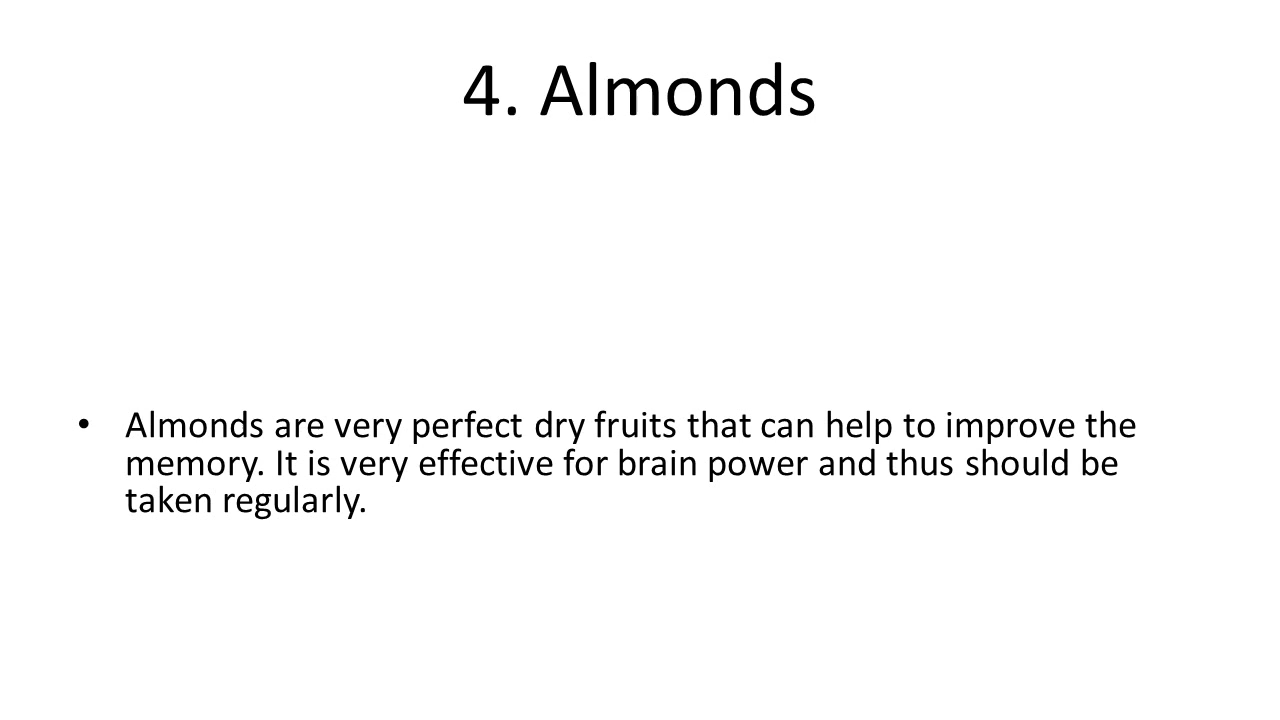 4. Almonds
• Almonds are very perfect dry fruits that can help to improve the
memory. It is very effective for brain power and thus should be
taken regularly.